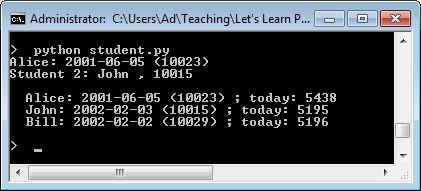 Administrator: C:\Users\Ad\Teaching\Let's Learn P...
> python student.py
Alice: 2001-06-05 (10023)
Student 2: John , 10015
Alice: 2001-06-05 (10023) ; today: 5438
John: 2002-02-03 (10015) ; today: 5195
Bill: 2002-02-02 (10029) ; today: 5196
> _